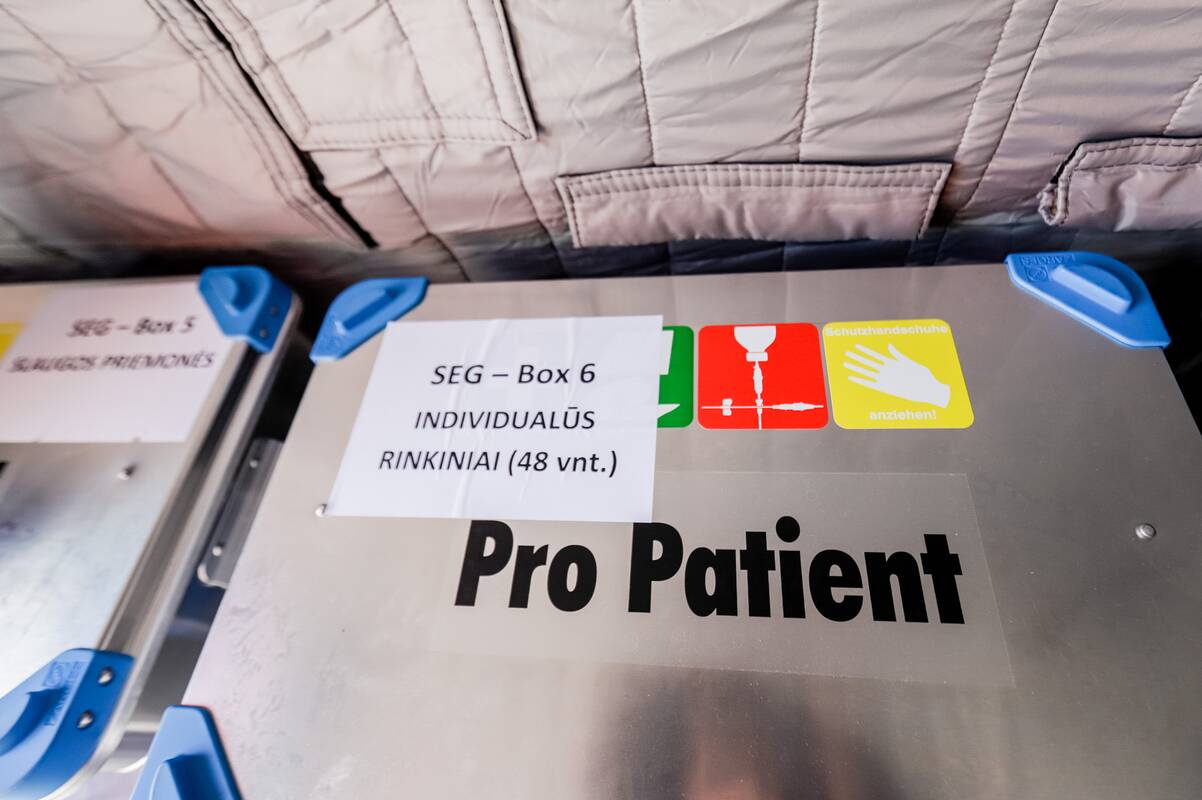 SEG – Box 5
SLAUGOS PRIEMONĖS
SEG – Box 6
INDIVIDUALŪS
RINKINIAI (48 vnt.)
Schutzhandschuhe
anziehen!
Pro Patient